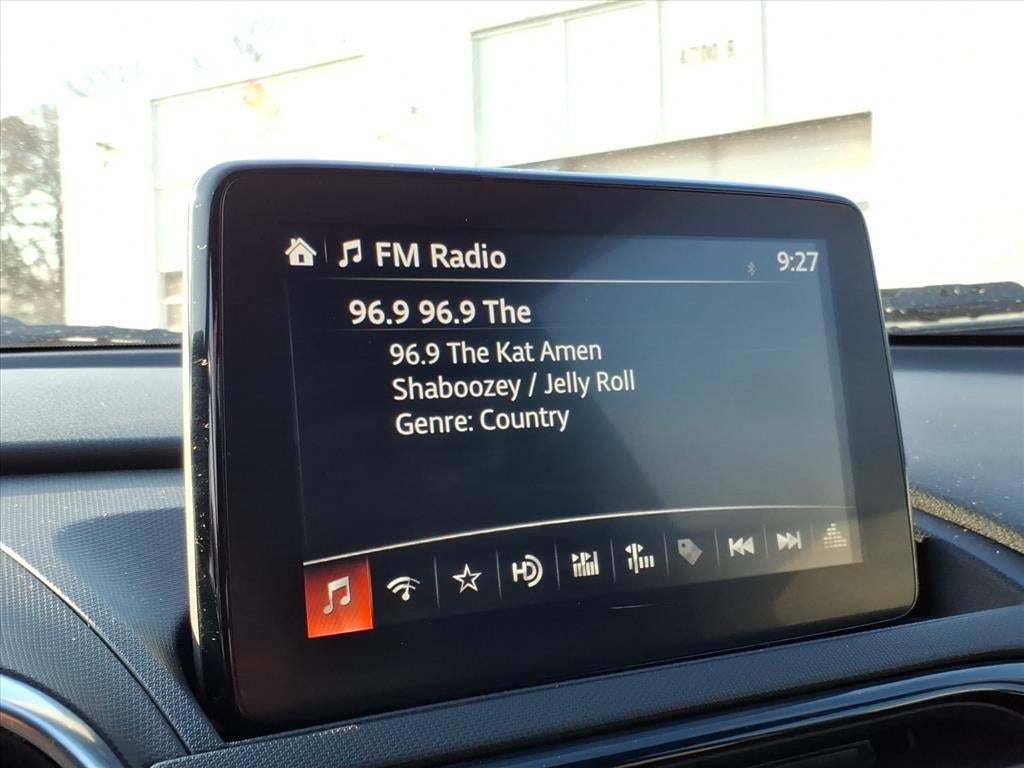 FM Radio
9:27
96.9 96.9 The
96.9 The Kat Amen
Shaboozey / Jelly Roll
Genre: Country
HD